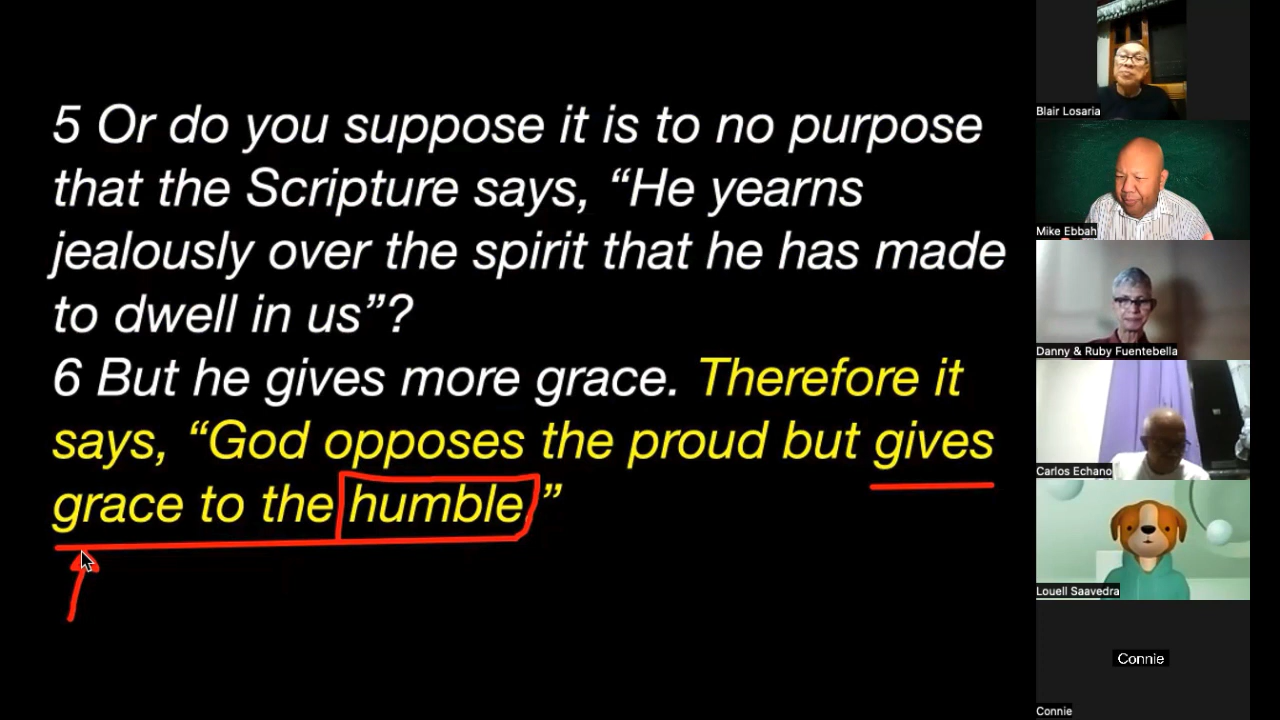 5 Or do you suppose it is to no purpose
that the Scripture says, “He yearns
jealously over the spirit that he has made
to dwell in us”?
6 But he gives more grace. Therefore it
says, “God opposes the proud but gives
grace to the humble.”
Blair Losaria
Mike Ebbah
Danny & Ruby Fuentebella
Carlos Echano
Louell Saavedra
Connie
Connie